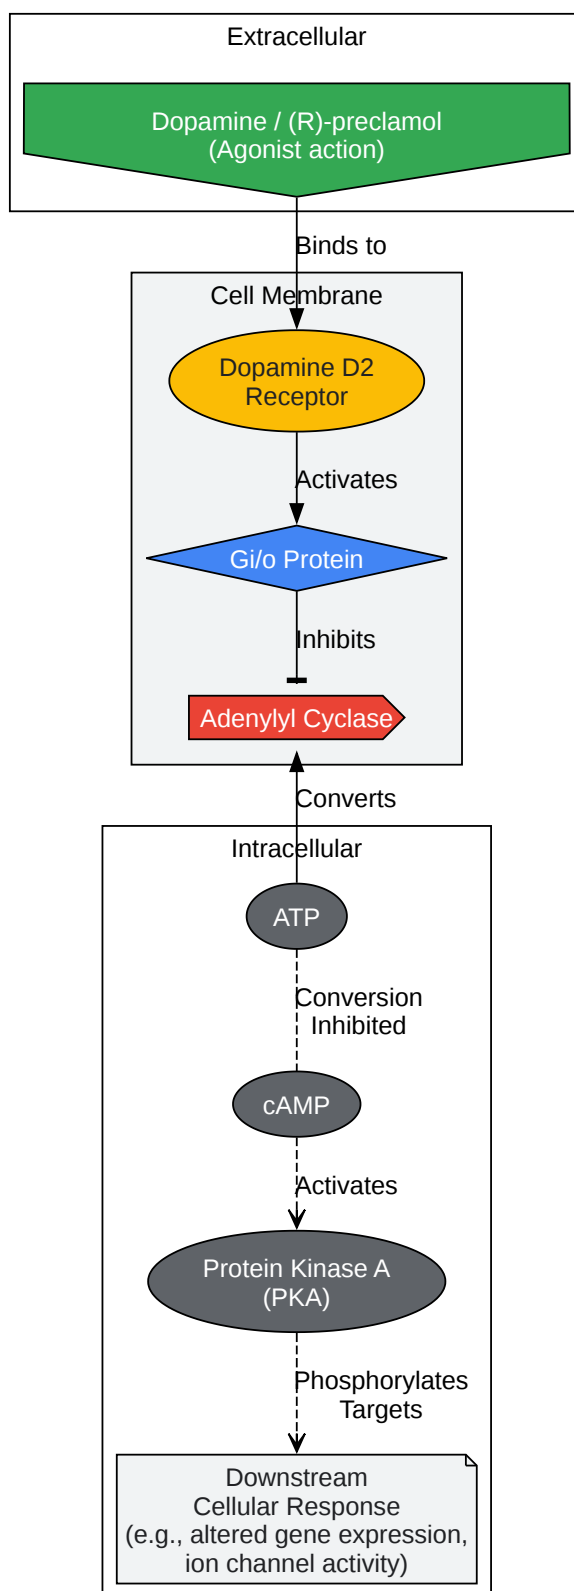 Extracellular
Dopamine / (R)-preclamol
(Agonist action)
Binds to
Cell Membrane
Dopamine D2
Receptor
Activates
Gi/o Protein
Inhibits
Adenylyl Cyclase
Converts
Intracellular
ATP
Conversion
Inhibited
cAMP
Activates
Protein Kinase A
(PKA)
Phosphorylates
Targets
Downstream
Cellular Response
(e.g., altered gene expression,
ion channel activity)